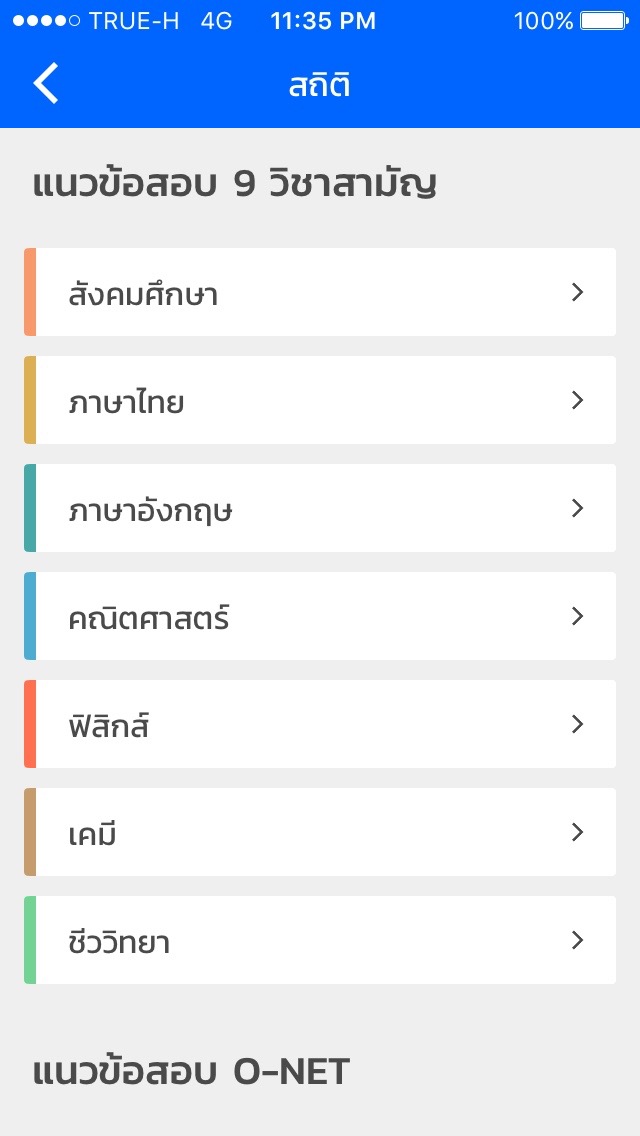 TRUE-H 4G 11:35 PM 100%
สถิติ
แนวข้อสอบ 9 วิชาสามัญ
สังคมศึกษา
ภาษาไทย
ภาษาอังกฤษ
คณิตศาสตร์
ฟิสิกส์
เคมี
ชีววิทยา
แนวข้อสอบ O-NET